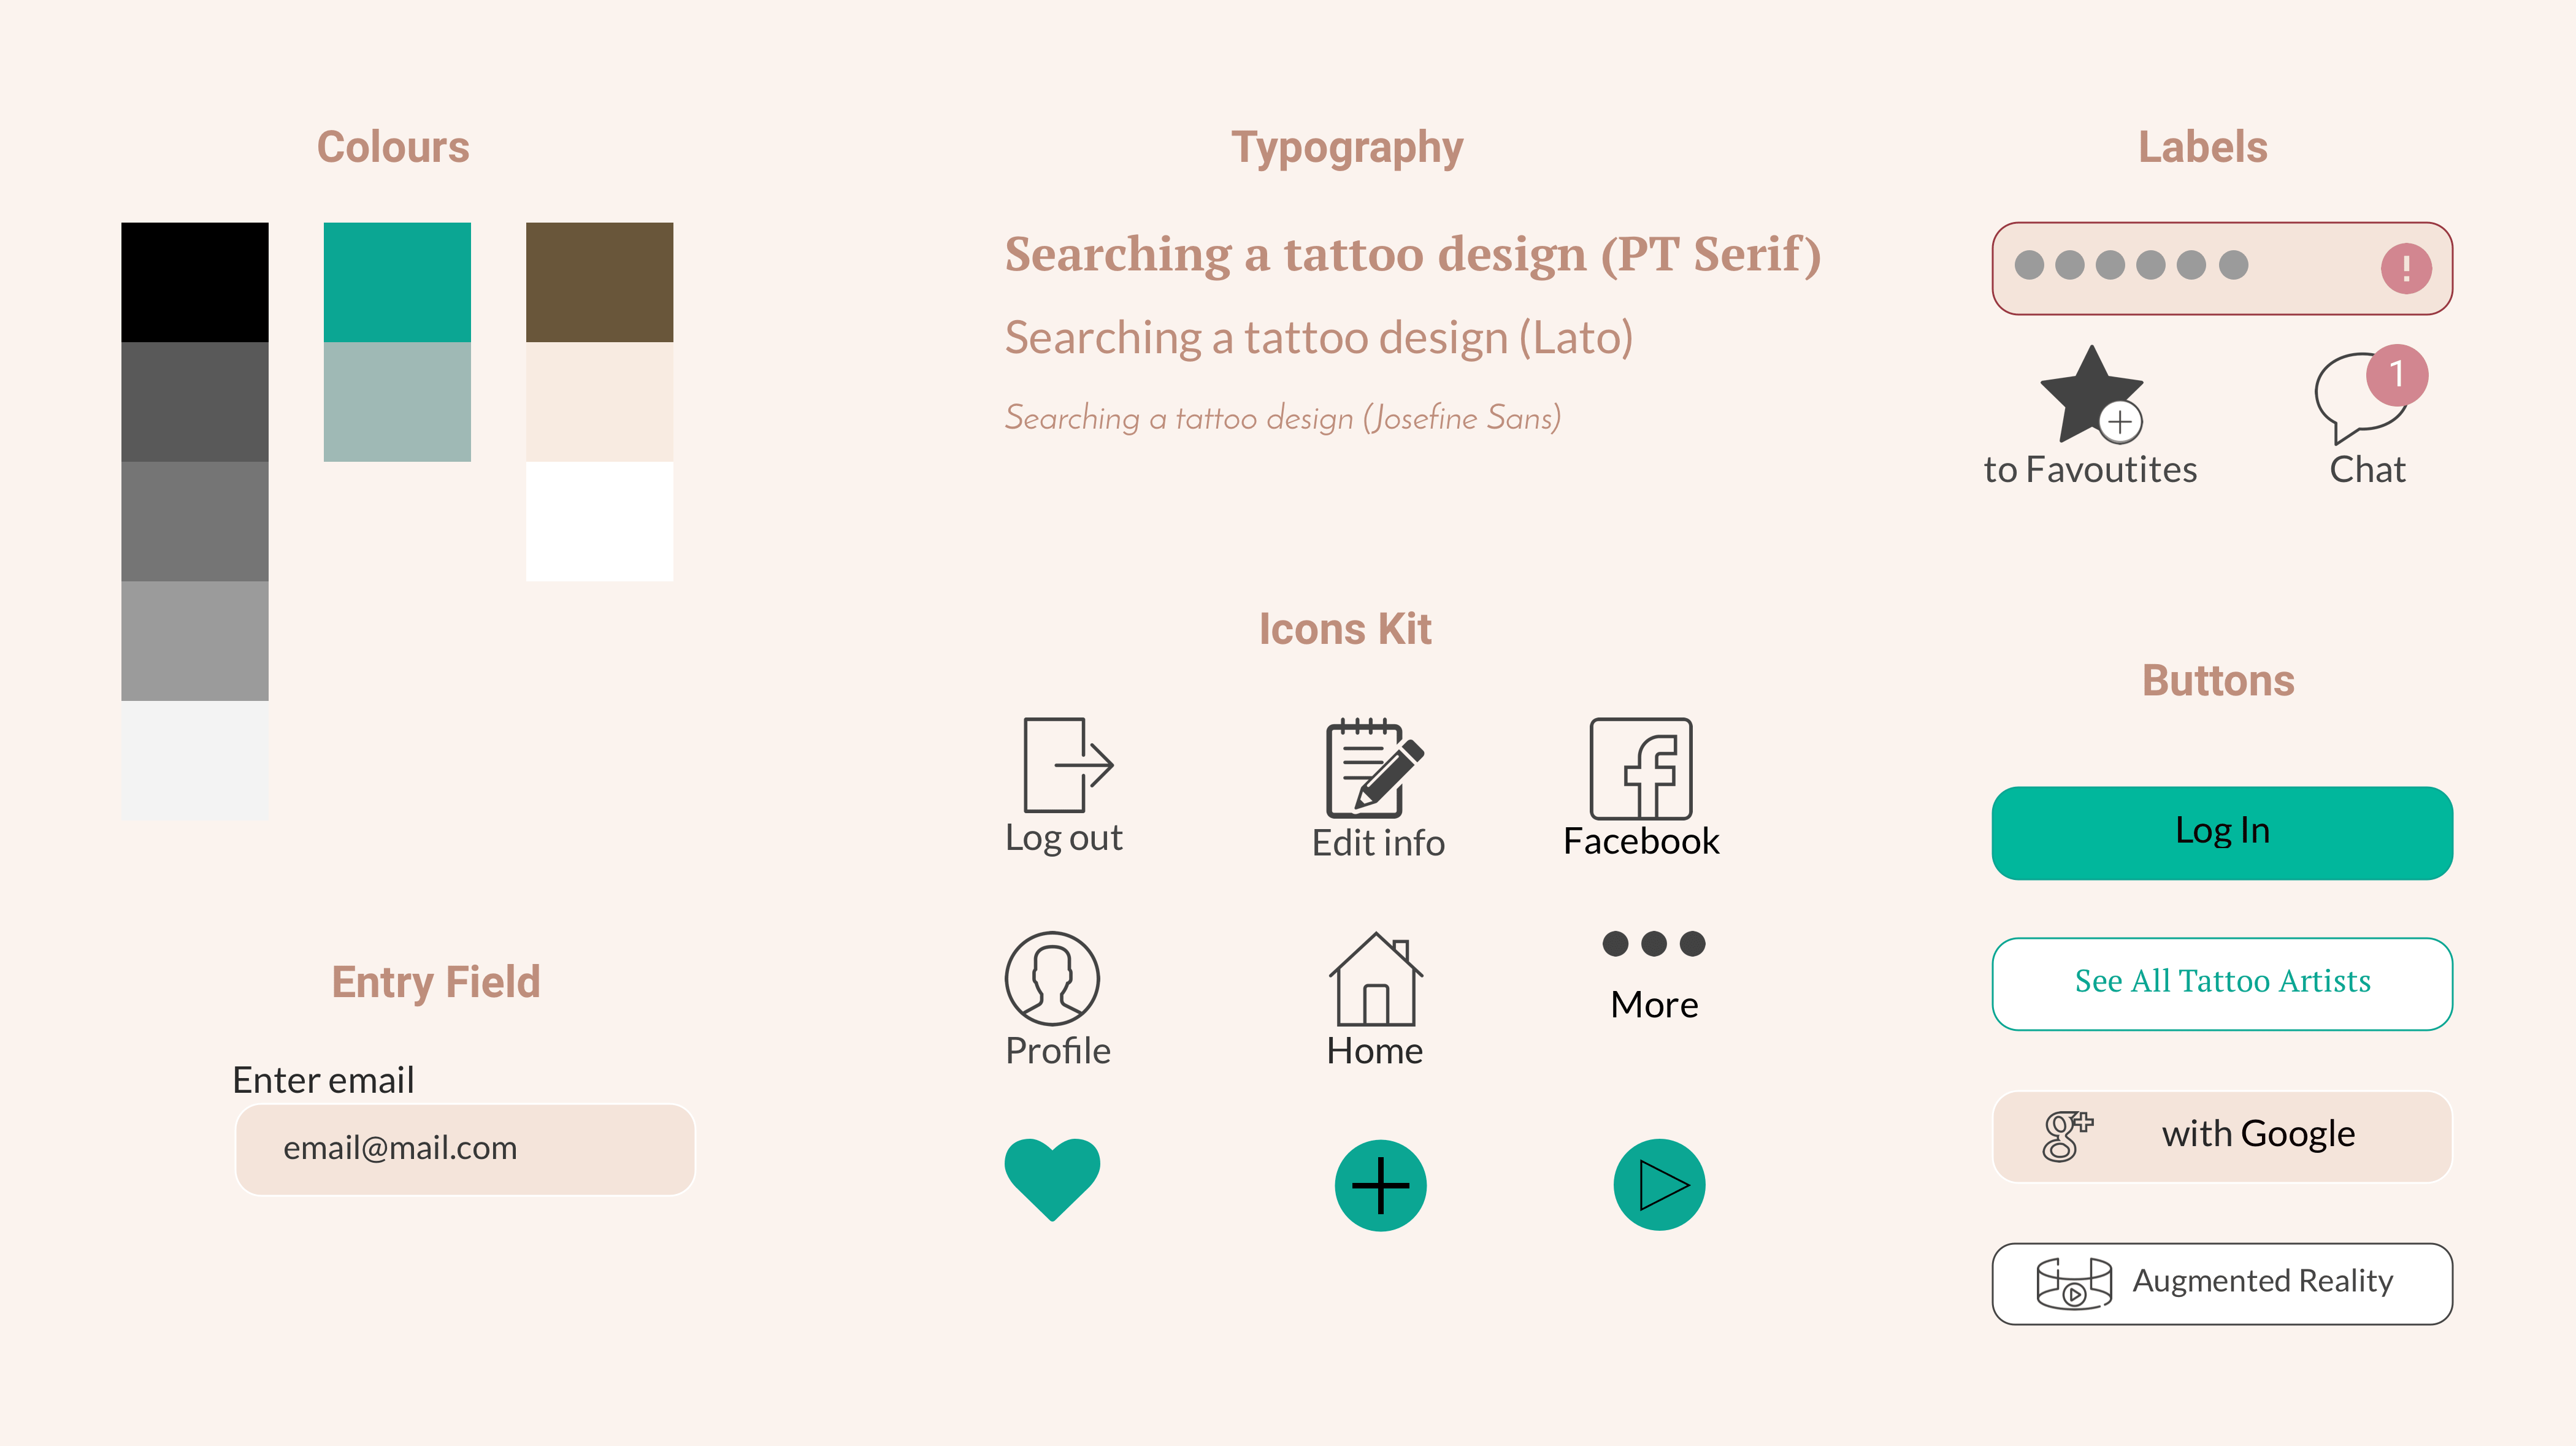 Colours
Typography
Searching a tattoo design (PT Serif)
Searching a tattoo design (Lato)
Searching a tattoo design (Josefine Sans)
Labels
!
to Favoutites
1
Chat
Icons Kit
Log out
Edit info
Facebook
Profile
Home
More
Buttons
Log In
See All Tattoo Artists
g+ with Google
Augmented Reality
Entry Field
Enter email
email@mail.com